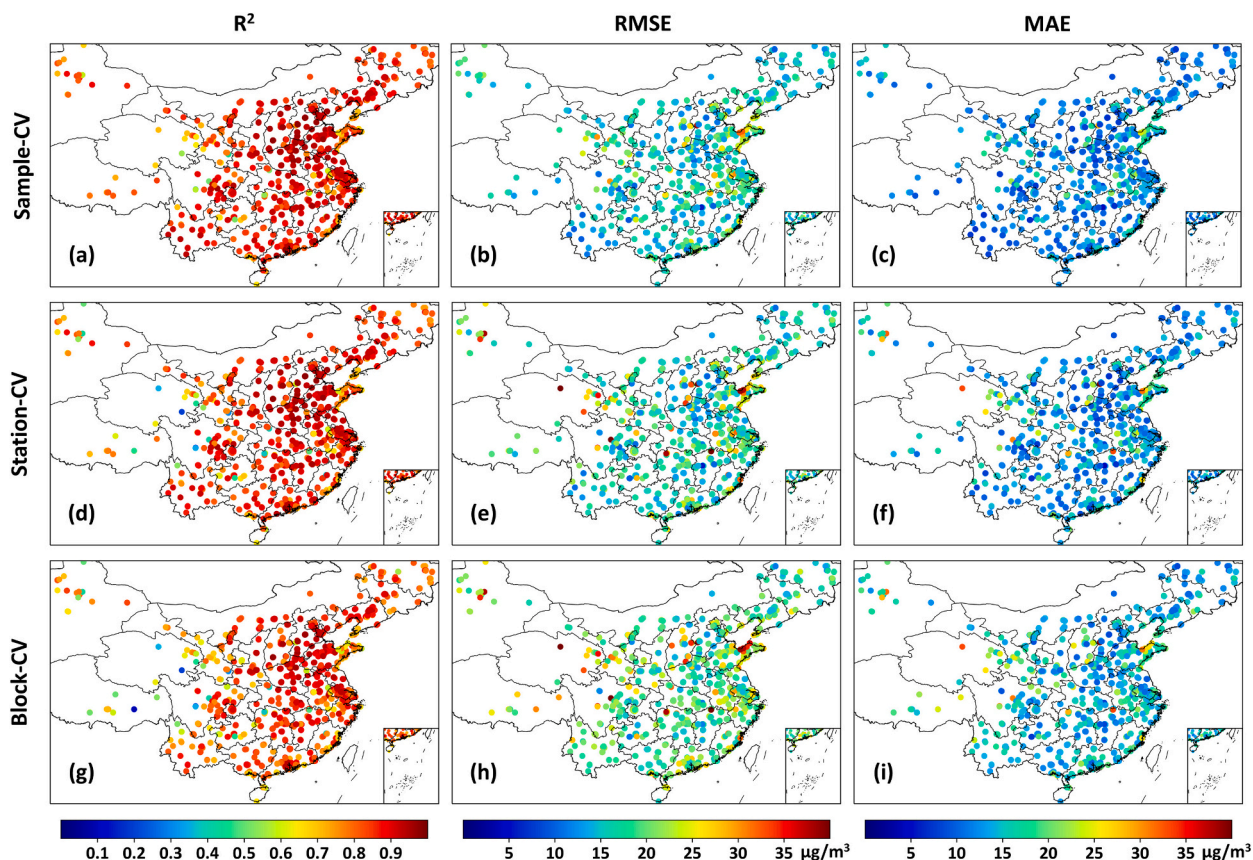 R² RMSE MAE
Sample-CV
(a) (b) (c)
Station-CV
(d) (e) (f)
Block-CV
(g) (h) (i)
0.1 0.2 0.3 0.4 0.5 0.6 0.7 0.8 0.9 5 10 15 20 25 30 35 µg/m³ 5 10 15 20 25 30 35 µg/m³